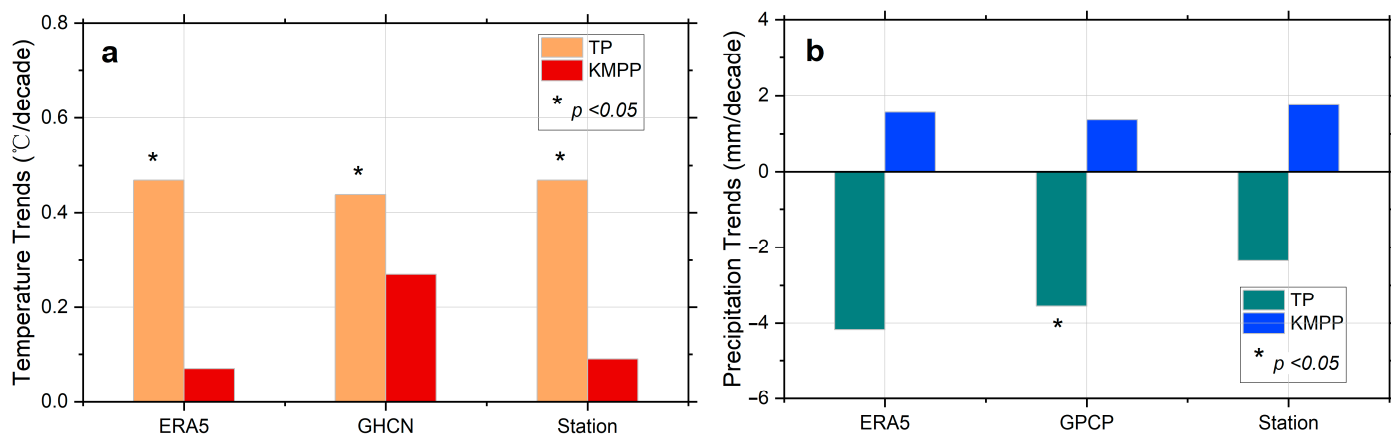 a
Temperature Trends (℃/decade)
0.8
0.6
0.4
0.2
0.0
TP
KMPP
* p <0.05
*
*
*
ERA5
GHCN
Station
b
Precipitation Trends (mm/decade)
4
2
0
−2
−4
−6
*
TP
KMPP
* p <0.05
ERA5
GPCP
Station